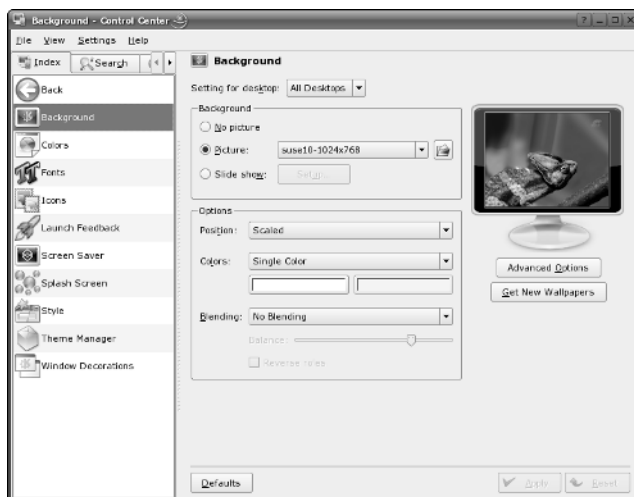 Background - Control Center
File View Settings Help
Index Search
Back
Background
Colors
Fonts
Icons
Launch Feedback
Screen Saver
Splash Screen
Style
Theme Manager
Window Decorations
Background
Setting for desktop: All Desktops
Background
No picture
Picture: suse10-1024x768
Slide show: Setup...
Options
Position: Scaled
Colors: Single Color
Blending: No Blending
Balance:
Reverse roles
Advanced Options
Get New Wallpapers
Defaults
Apply
Reset